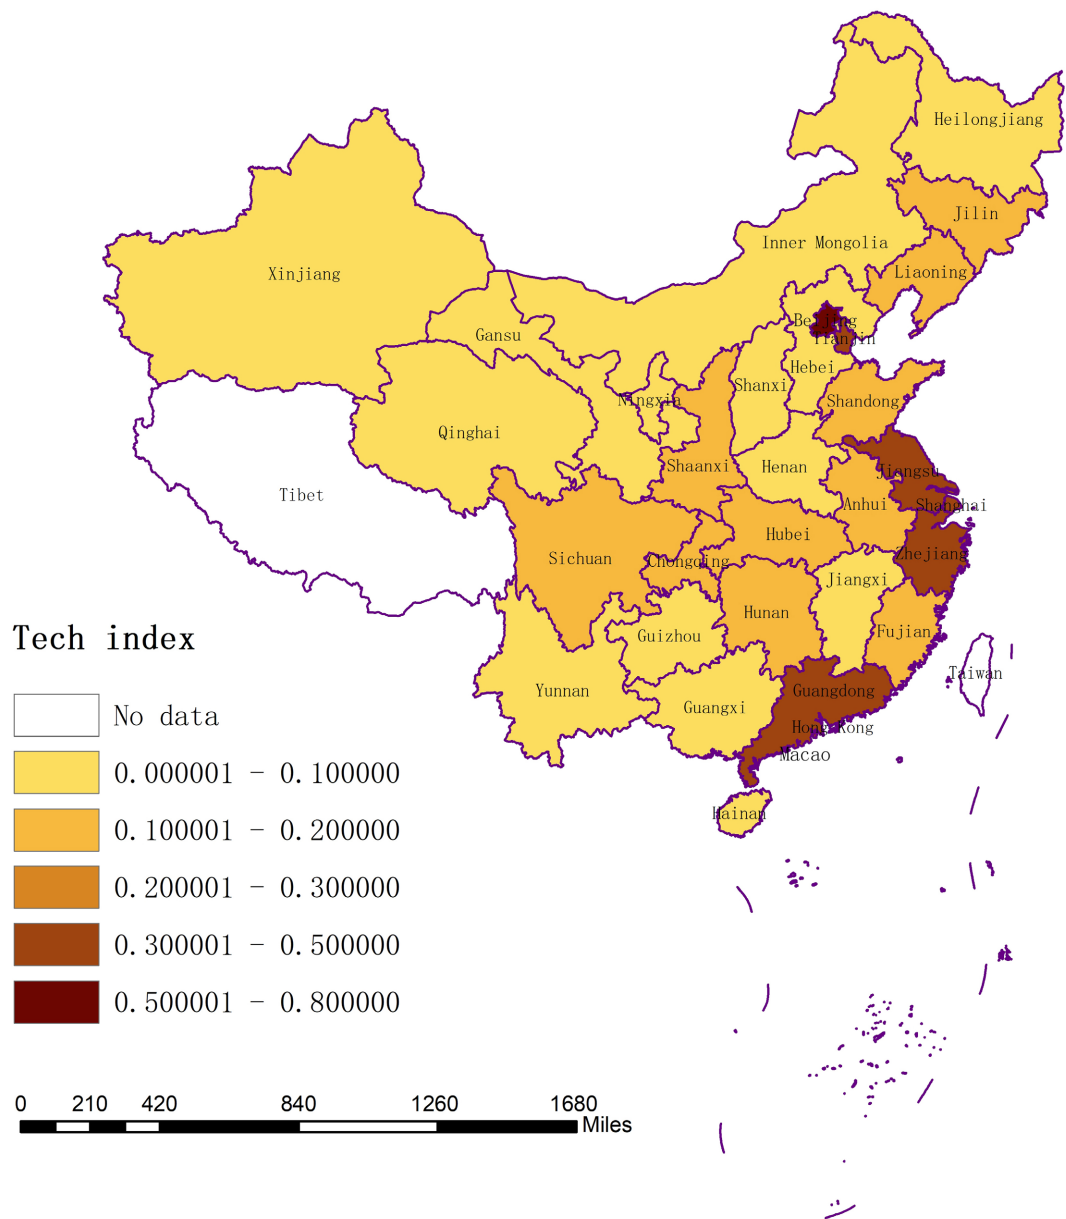 Heilongjiang
Jilin
Inner Mongolia
Liaoning
Xinjiang
Beijing
Gansu
Tianjin
Hebei
Shanxi
Ningxia
Shandong
Qinghai
Shaanxi
Henan
Jiangsu
Tibet
Anhui
Shanghai
Hubei
Zhejiang
Sichuan
Chongqing
Jiangxi
Hunan
Fujian
Guizhou
Tech index
Taiwan
Yunnan
Guangdong
Guangxi
No data
Hong Kong
Macao
0.000001 - 0.100000
Hainan
0.100001 - 0.200000
0.200001 - 0.300000
0.300001 - 0.500000
0.500001 - 0.800000
0 210 420 840 1260 1680
Miles